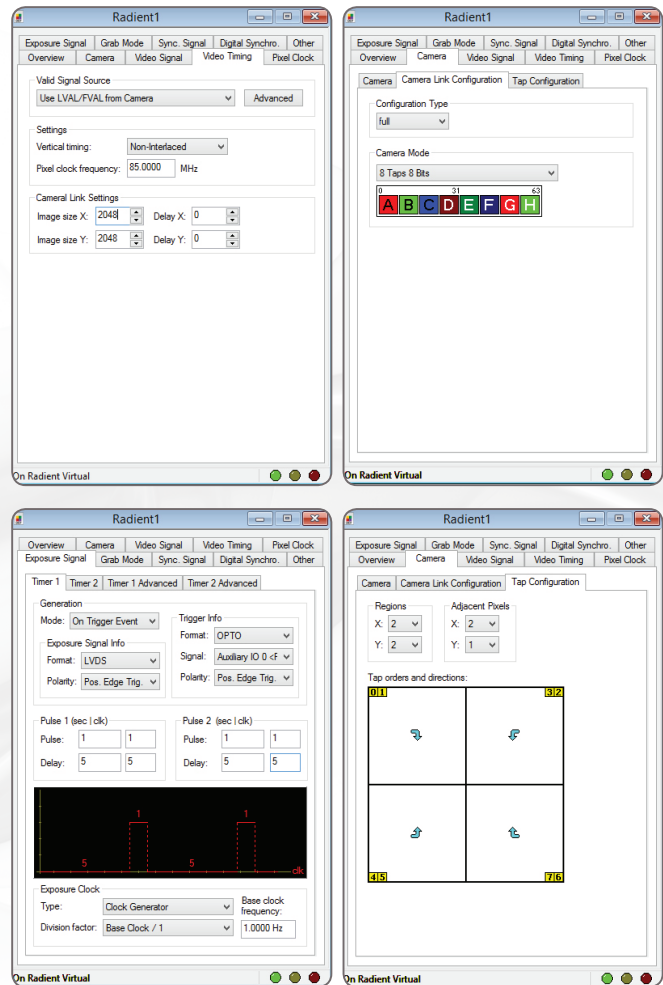 Radient1
Exposure Signal Grab Mode Sync. Signal Digital Synchro. Other
Overview Camera Video Signal Video Timing Pixel Clock
Valid Signal Source
Use LVAL/FVAL from Camera Advanced
Settings
Vertical timing: Non-Interlaced
Pixel clock frequency: 85.0000 MHz
Cameral Link Settings
Image size X: 2048 Delay X: 0
Image size Y: 2048 Delay Y: 0
On Radient Virtual
Radient1
Exposure Signal Grab Mode Sync. Signal Digital Synchro. Other
Overview Camera Video Signal Video Timing Pixel Clock
Camera Camera Link Configuration Tap Configuration
Configuration Type
full
Camera Mode
8 Taps 8 Bits
0 31 63
A B C D E F G H
On Radient Virtual
Radient1
Overview Camera Video Signal Video Timing Pixel Clock
Exposure Signal Grab Mode Sync. Signal Digital Synchro. Other
Timer 1 Timer 2 Timer 1 Advanced Timer 2 Advanced
Generation
Mode: On Trigger Event
Exposure Signal Info
Format: LVDS
Polarity: Pos. Edge Trig.
Trigger Info
Format: OPTO
Signal: Auxiliary IO 0 <F
Polarity: Pos. Edge Trig.
Pulse 1 (sec | clk)
Pulse: 1 1
Delay: 5 5
Pulse 2 (sec | clk)
Pulse: 1 1
Delay: 5 5
1 1
5 5
clk
Exposure Clock
Type: Clock Generator
Division factor: Base Clock / 1
Base clock
frequency:
1.0000 Hz
On Radient Virtual
Radient1
Exposure Signal Grab Mode Sync. Signal Digital Synchro. Other
Overview Camera Video Signal Video Timing Pixel Clock
Camera Camera Link Configuration Tap Configuration
Regions
X: 2
Y: 2
Adjacent Pixels
X: 2
Y: 1
Tap orders and directions:
0 1 3 2
4 5 7 6
On Radient Virtual